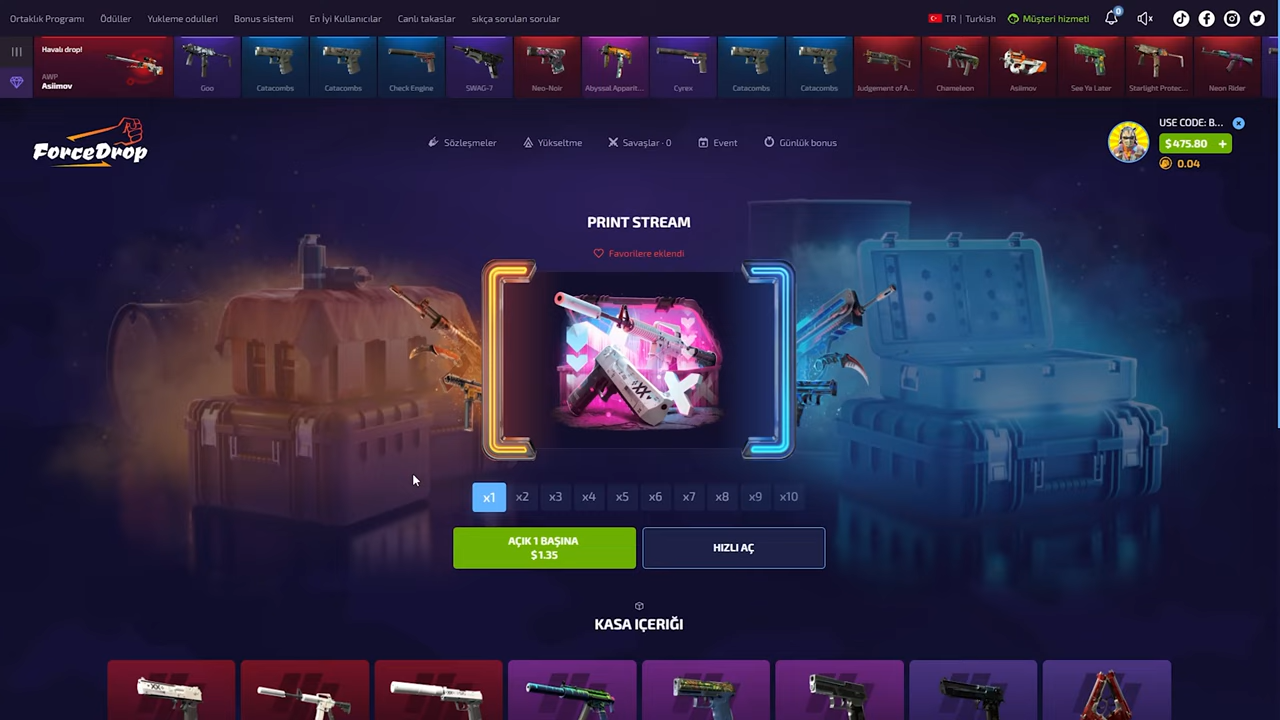 Ortaklık Programı Ödüller Yukleme odulleri Bonus sistemi En İyi Kullanıcılar Canlı takaslar sıkça sorulan sorular TR | Turkish Müşteri hizmeti 0
Havalı drop!
AWP
Asiimov
Goo Catacombs Catacombs Check Engine SWAG-7 Neo-Noir Abyssal Apparit... Cyrex Catacombs Catacombs Judgement of A... Chameleon Asiimov See Ya Later Starlight Protec... Neon Rider
ForceDrop
Sözleşmeler Yükseltme Savaşlar · 0 Event Günlük bonus
USE CODE: B...
$475.80 +
0.04
PRINT STREAM
Favorilere eklendi
x1 x2 x3 x4 x5 x6 x7 x8 x9 x10
AÇIK 1 BAŞINA
$1.35
HIZLI AÇ
KASA IÇERIĞI